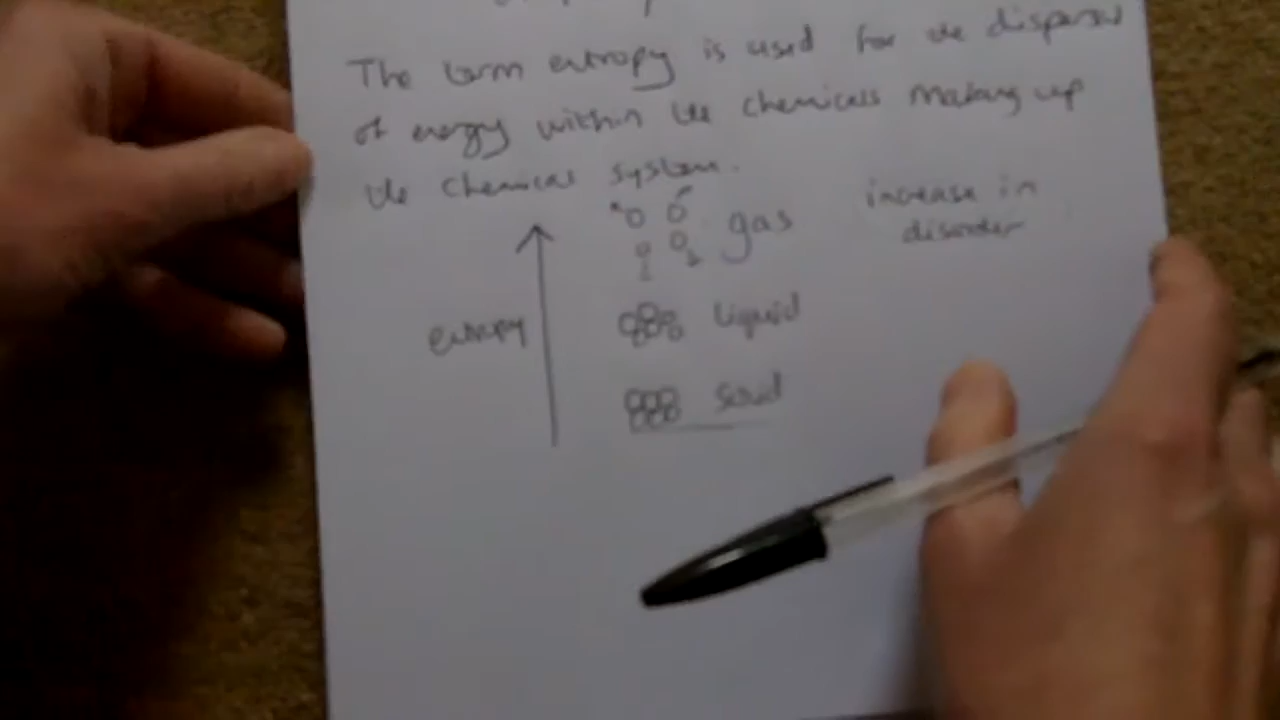 The term entropy is used for the dispersal
of energy within the chemicals making up
the chemical system.
gas increase in
disorder
entropy liquid
solid